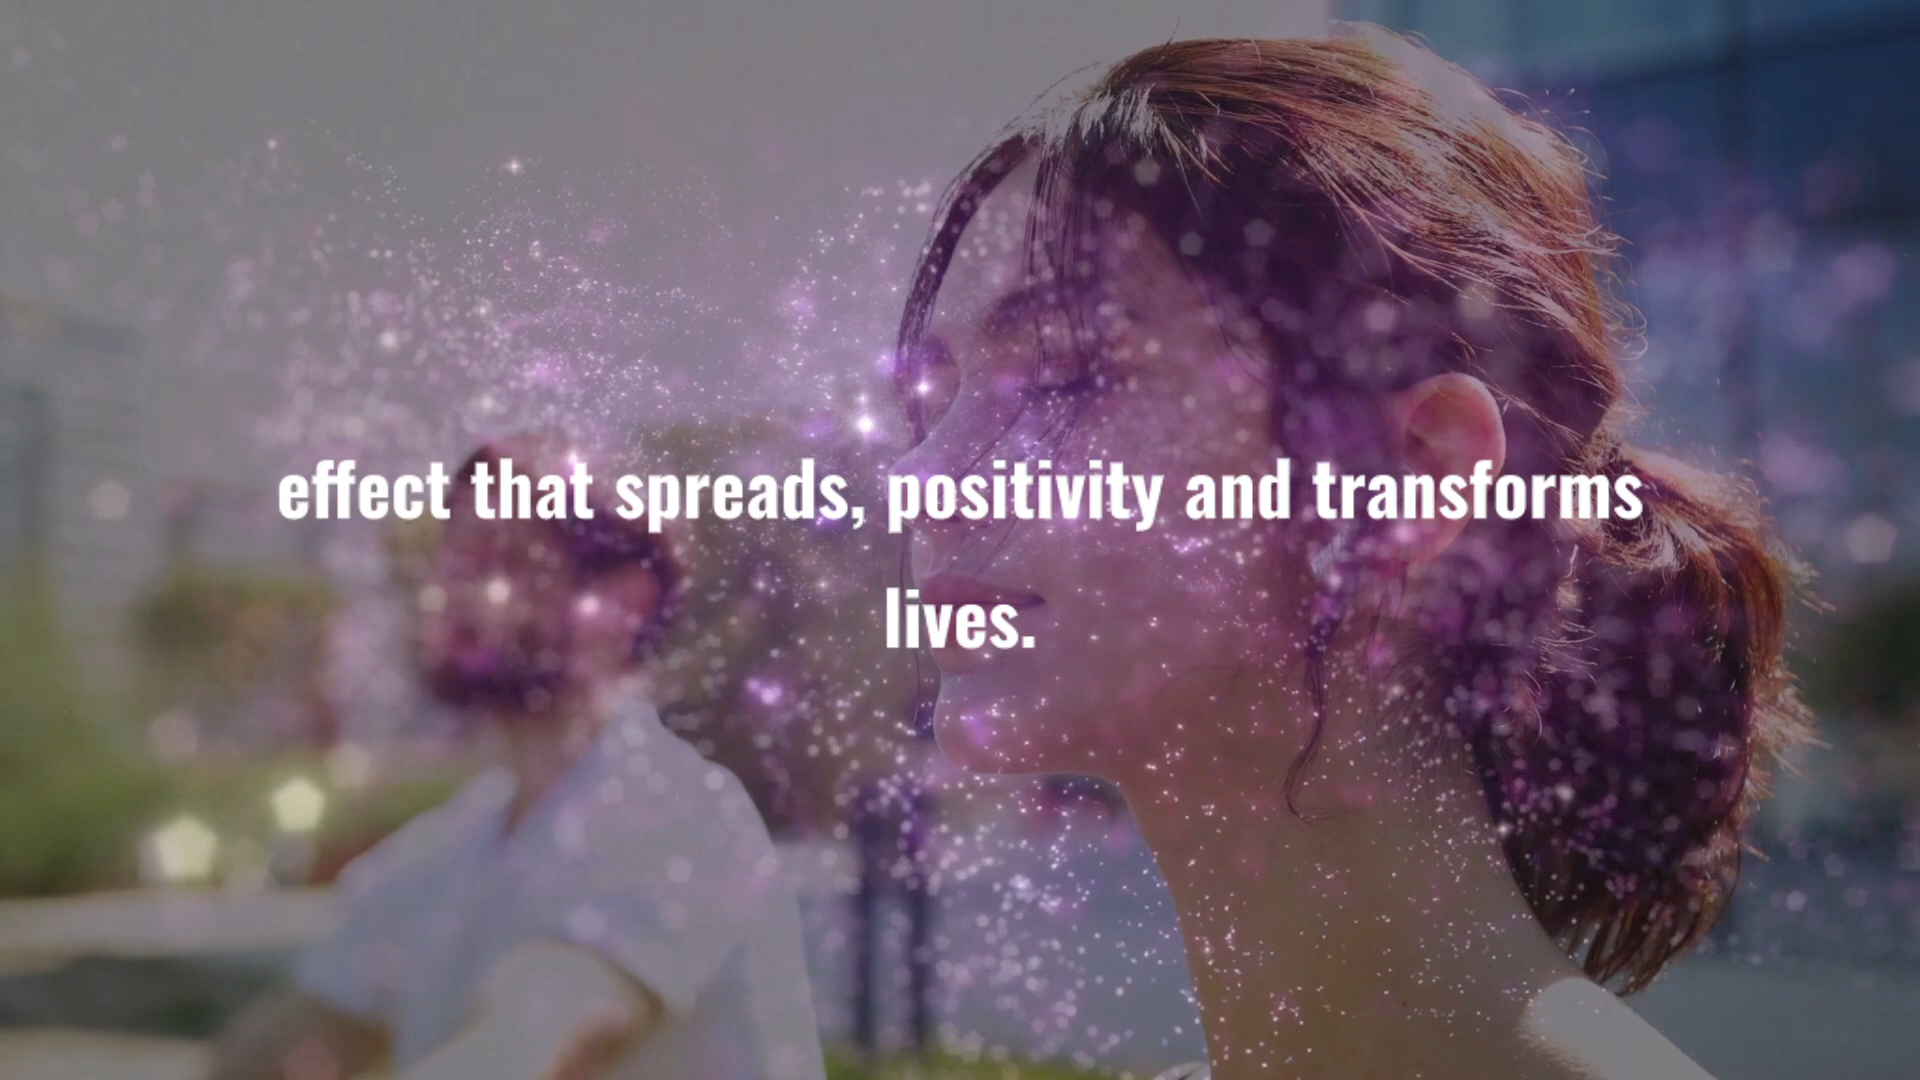 effect that spreads, positivity and transforms
lives.